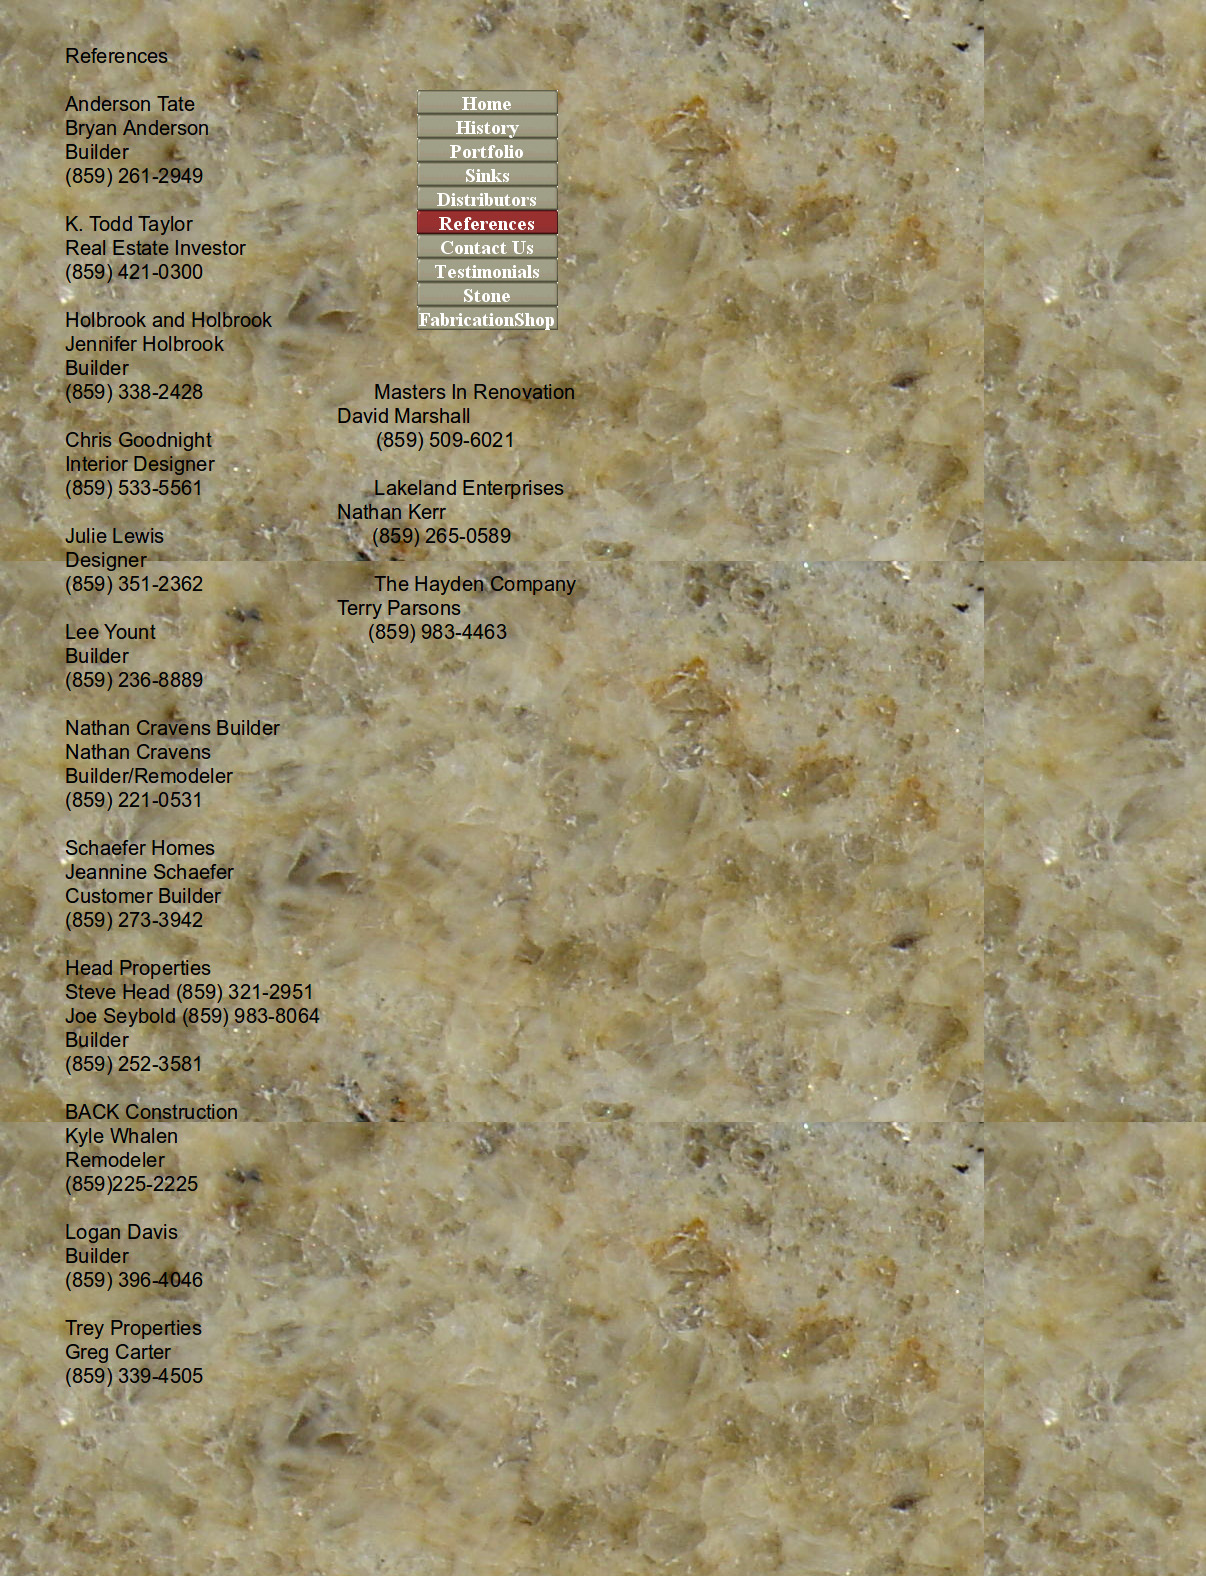 References
Anderson Tate
Bryan Anderson
Builder
(859) 261-2949
K. Todd Taylor
Real Estate Investor
(859) 421-0300
Holbrook and Holbrook
Jennifer Holbrook
Builder
(859) 338-2428
Chris Goodnight
Interior Designer
(859) 533-5561
Julie Lewis
Designer
(859) 351-2362
Lee Yount
Builder
(859) 236-8889
Nathan Cravens Builder
Nathan Cravens
Builder/Remodeler
(859) 221-0531
Schaefer Homes
Jeannine Schaefer
Customer Builder
(859) 273-3942
Head Properties
Steve Head (859) 321-2951
Joe Seybold (859) 983-8064
Builder
(859) 252-3581
BACK Construction
Kyle Whalen
Remodeler
(859)225-2225
Logan Davis
Builder
(859) 396-4046
Trey Properties
Greg Carter
(859) 339-4505
Home
History
Portfolio
Sinks
Distributors
References
Contact Us
Testimonials
Stone
FabricationShop
Masters In Renovation
David Marshall
(859) 509-6021
Lakeland Enterprises
Nathan Kerr
(859) 265-0589
The Hayden Company
Terry Parsons
(859) 983-4463